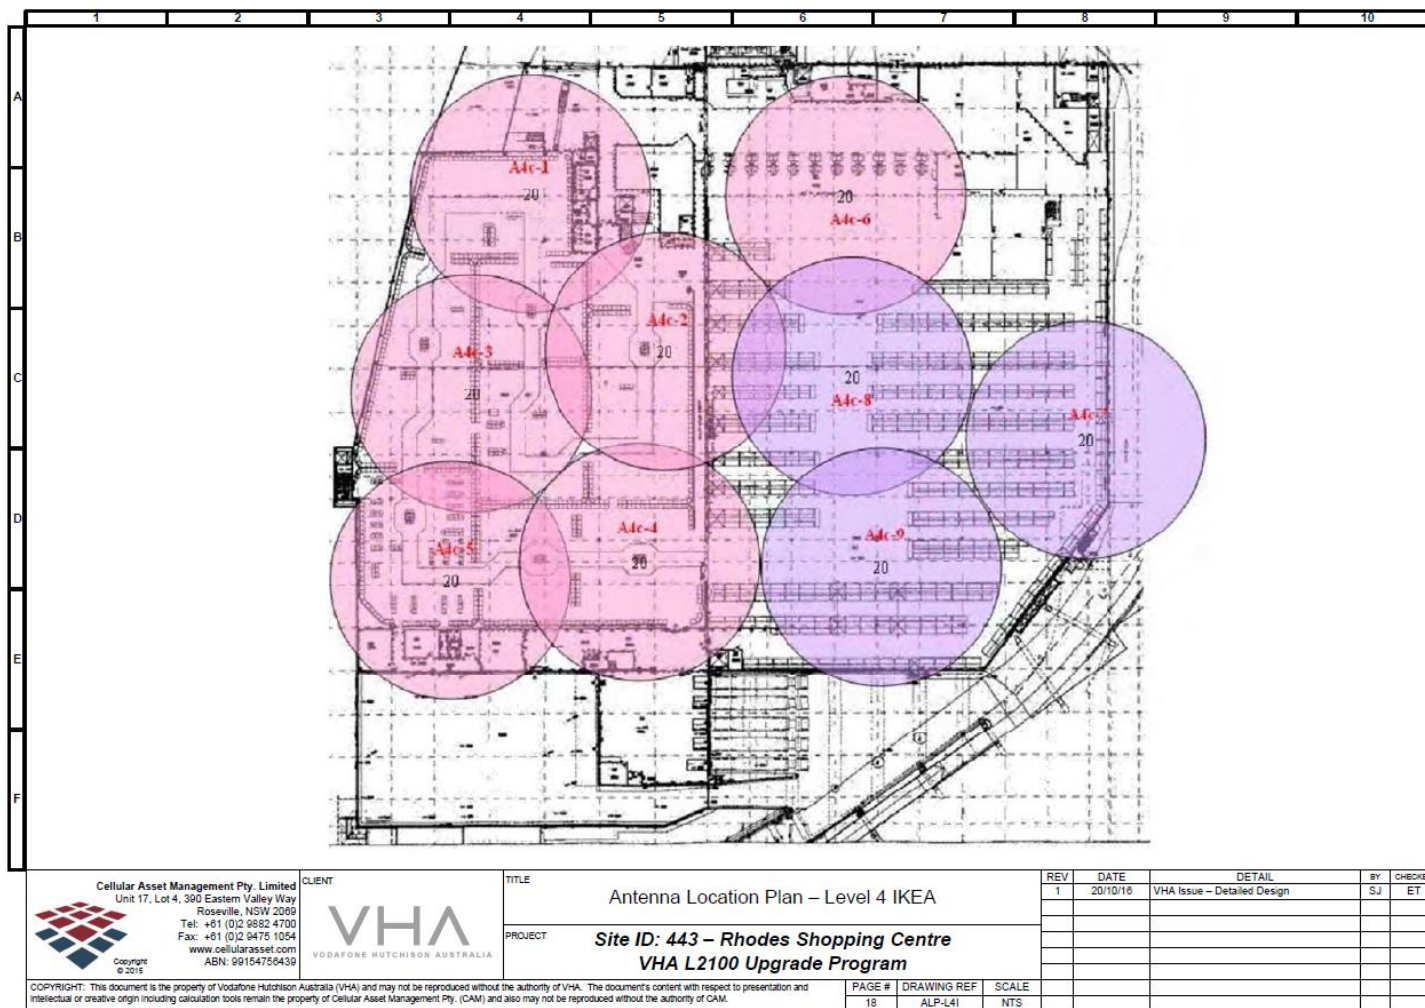 1 2 3 4 5 6 7 8 9 10
A
B
C
D
E
F
A4c-1
20
20
A4c-6
A4c-2
20
A4c-3
20
20
A4c-8
20
A4c-4
20
A4c-5
20
A4c-9
20
Cellular Asset Management Pty. Limited
Unit 17, Lot 4, 390 Eastern Valley Way
Roseville, NSW 2069
Tel: +61 (0)2 9882 4700
Fax: +61 (0)2 9475 1054
www.cellularasset.com
ABN: 99154756439
Copyright
© 2015
CLIENT
VHA
VODAFONE HUTCHISON AUSTRALIA
TITLE
Antenna Location Plan – Level 4 IKEA
PROJECT
Site ID: 443 – Rhodes Shopping Centre
VHA L2100 Upgrade Program
REV DATE DETAIL BY CHECKE
1 20/10/16 VHA Issue – Detailed Design SJ ET
COPYRIGHT: This document is the property of Vodafone Hutchison Australia (VHA) and may not be reproduced without the authority of VHA. The document's content with respect to presentation and
intellectual or creative origin including calculation tools remain the property of Cellular Asset Management Pty. (CAM) and also may not be reproduced without the authority of CAM.
PAGE # DRAWING REF SCALE
18 ALP-L4I NTS